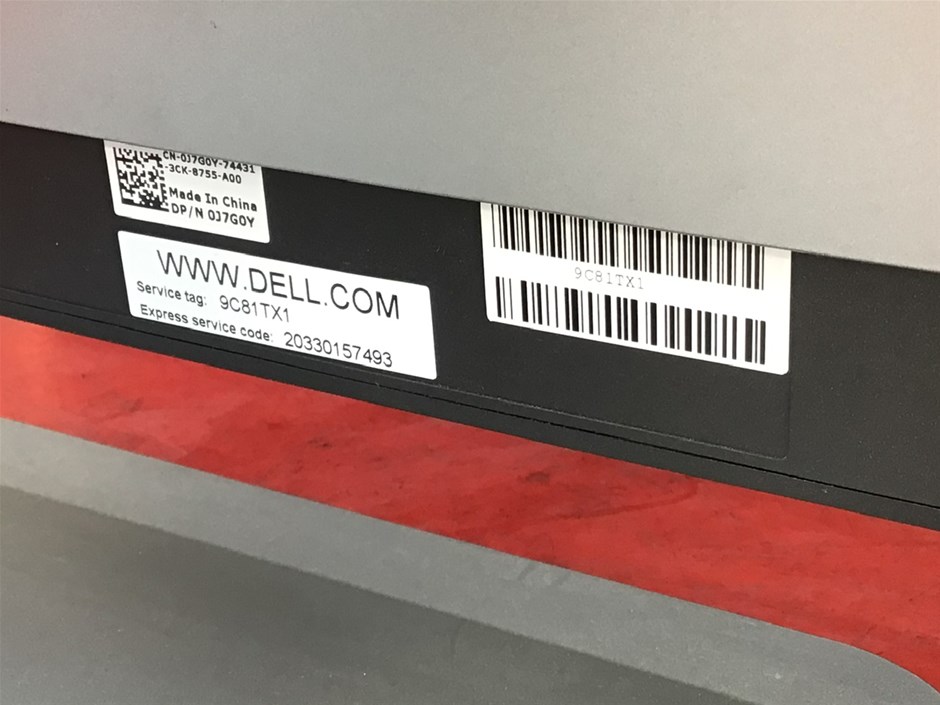 CN-0J7G0Y-74431
-3CK-8755-A00
Made In China
DP/N 0J7G0Y
WWW.DELL.COM
Service tag: 9C81TX1
Express service code: 20330157493
9C81TX1